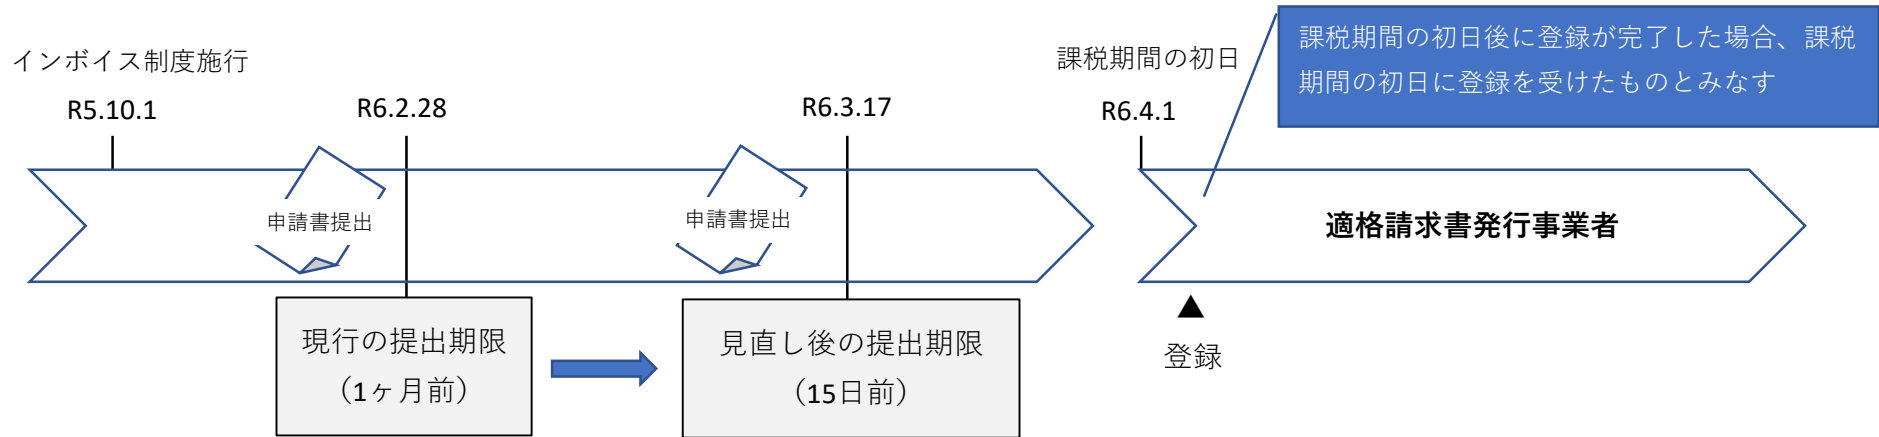 インボイス制度施行
R5.10.1
R6.2.28
R6.3.17
課税期間の初日
R6.4.1
課税期間の初日後に登録が完了した場合、課税
期間の初日に登録を受けたものとみなす
申請書提出
申請書提出
適格請求書発行事業者
現行の提出期限
(1ヶ月前)
見直し後の提出期限
(15日前)
▲
登録